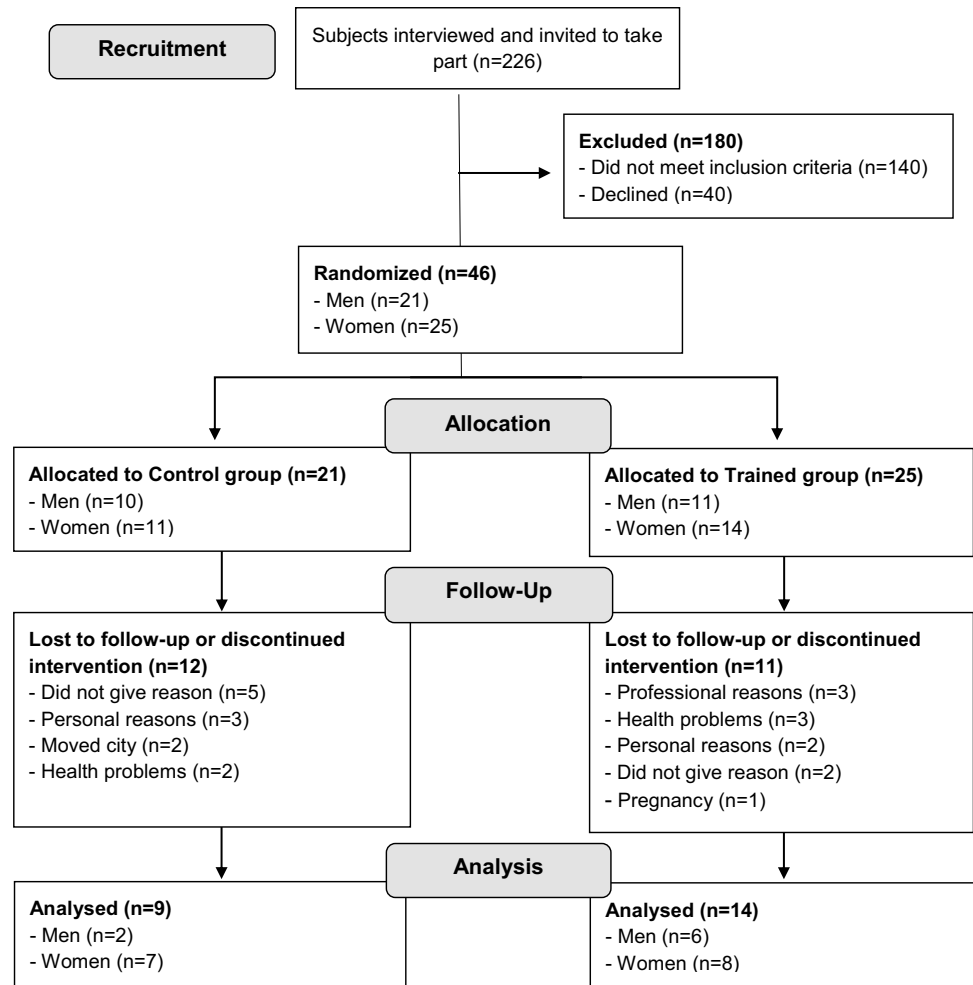 Recruitment
Subjects interviewed and invited to take
part (n=226)
Excluded (n=180)
- Did not meet inclusion criteria (n=140)
- Declined (n=40)
Randomized (n=46)
- Men (n=21)
- Women (n=25)
Allocation
Allocated to Control group (n=21)
- Men (n=10)
- Women (n=11)
Allocated to Trained group (n=25)
- Men (n=11)
- Women (n=14)
Follow-Up
Lost to follow-up or discontinued
intervention (n=12)
- Did not give reason (n=5)
- Personal reasons (n=3)
- Moved city (n=2)
- Health problems (n=2)
Lost to follow-up or discontinued
intervention (n=11)
- Professional reasons (n=3)
- Health problems (n=3)
- Personal reasons (n=2)
- Did not give reason (n=2)
- Pregnancy (n=1)
Analysis
Analysed (n=9)
- Men (n=2)
- Women (n=7)
Analysed (n=14)
- Men (n=6)
- Women (n=8)